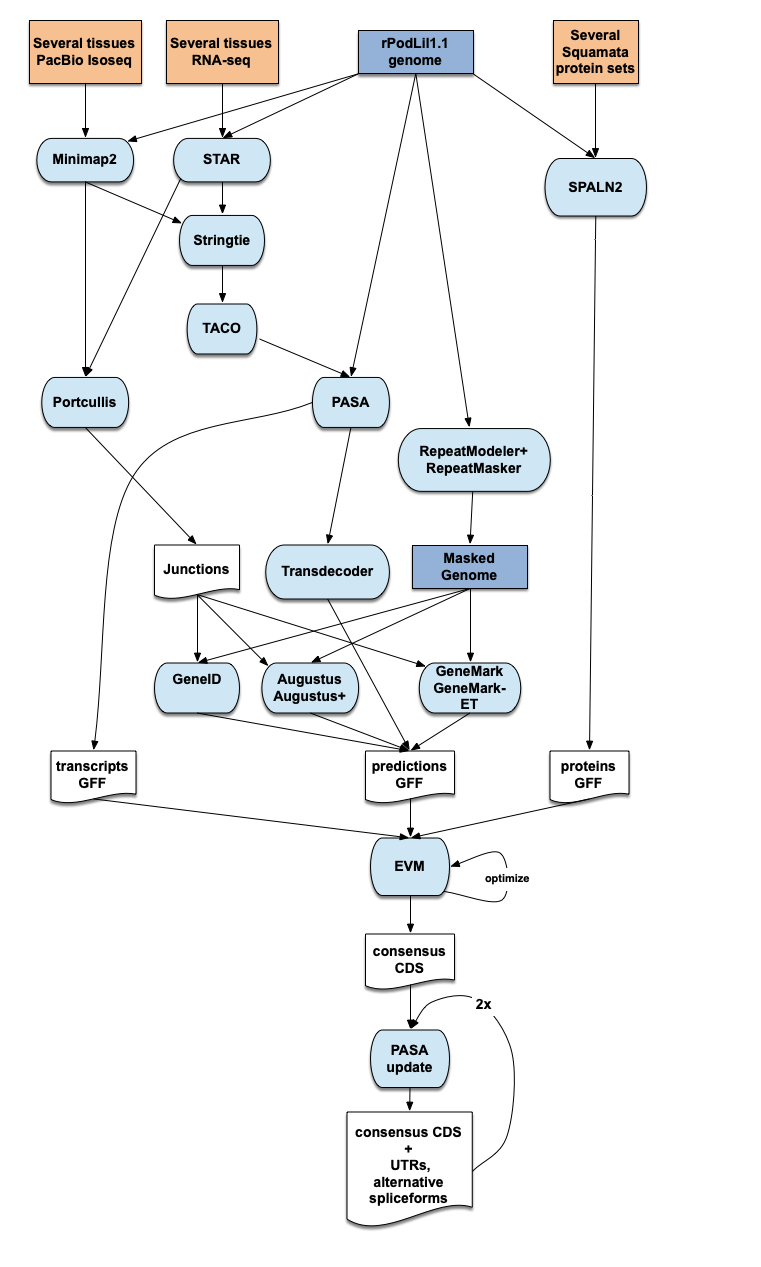 Several tissues
PacBio Isoseq
Several tissues
RNA-seq
rPodLil1.1
genome
Several
Squamata
protein sets
Minimap2
STAR
SPALN2
Stringtie
TACO
Portcullis
PASA
RepeatModeler+
RepeatMasker
Junctions
Transdecoder
Masked
Genome
GeneID
Augustus
Augustus+
GeneMark
GeneMark-
ET
transcripts
GFF
predictions
GFF
proteins
GFF
EVM
optimize
consensus
CDS
2x
PASA
update
consensus CDS
+
UTRs,
alternative
spliceforms